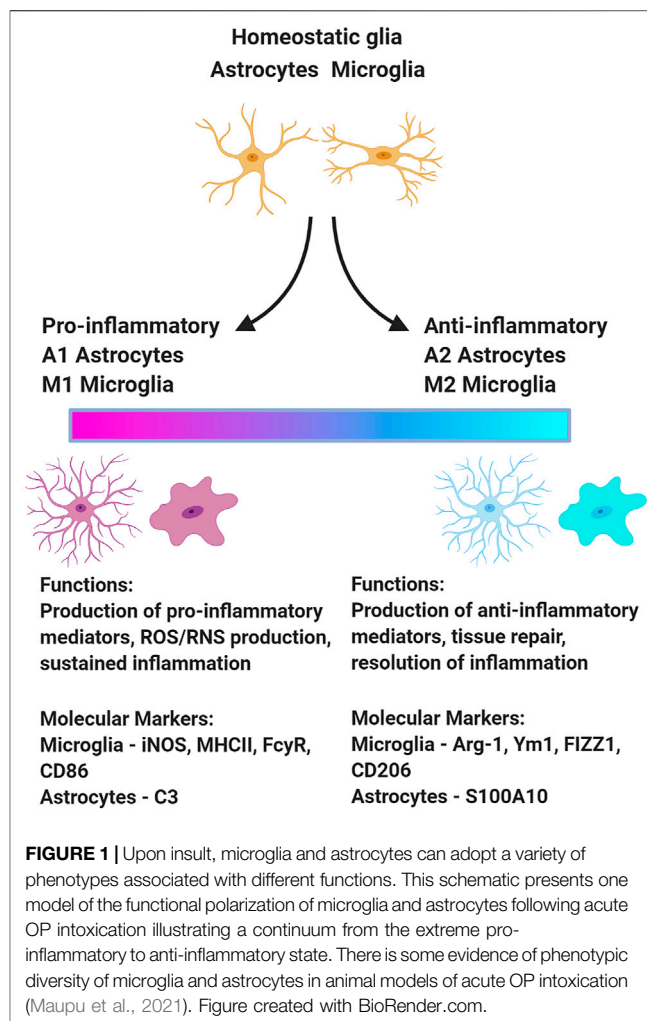 Homeostatic glia
Astrocytes Microglia
Pro-inflammatory
A1 Astrocytes
M1 Microglia
Anti-inflammatory
A2 Astrocytes
M2 Microglia
Functions:
Production of pro-inflammatory
mediators, ROS/RNS production,
sustained inflammation
Molecular Markers:
Microglia - iNOS, MHCII, FcyR,
CD86
Astrocytes - C3
Functions:
Production of anti-inflammatory
mediators, tissue repair,
resolution of inflammation
Molecular Markers:
Microglia - Arg-1, Ym1, FIZZ1,
CD206
Astrocytes - S100A10
FIGURE 1 | Upon insult, microglia and astrocytes can adopt a variety of
phenotypes associated with different functions. This schematic presents one
model of the functional polarization of microglia and astrocytes following acute
OP intoxication illustrating a continuum from the extreme pro-
inflammatory to anti-inflammatory state. There is some evidence of phenotypic
diversity of microglia and astrocytes in animal models of acute OP intoxication
(Maupu et al., 2021). Figure created with BioRender.com.